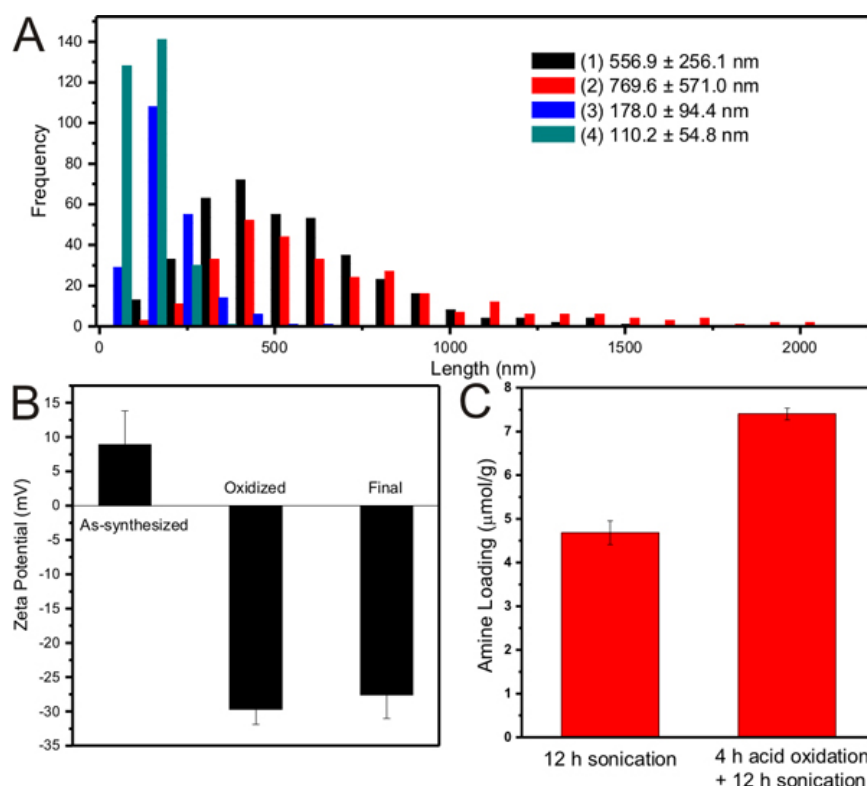 A
140
120
100
80
60
40
20
0
Frequency
(1) 556.9 ± 256.1 nm
(2) 769.6 ± 571.0 nm
(3) 178.0 ± 94.4 nm
(4) 110.2 ± 54.8 nm
0 500 1000 1500 2000
Length (nm)
B
15
10
5
0
-5
-10
-15
-20
-25
-30
-35
Zeta Potential (mV)
As-synthesized
Oxidized
Final
C
8
7
6
5
4
3
2
1
0
Amine Loading (μmol/g)
12 h sonication
4 h acid oxidation
+ 12 h sonication